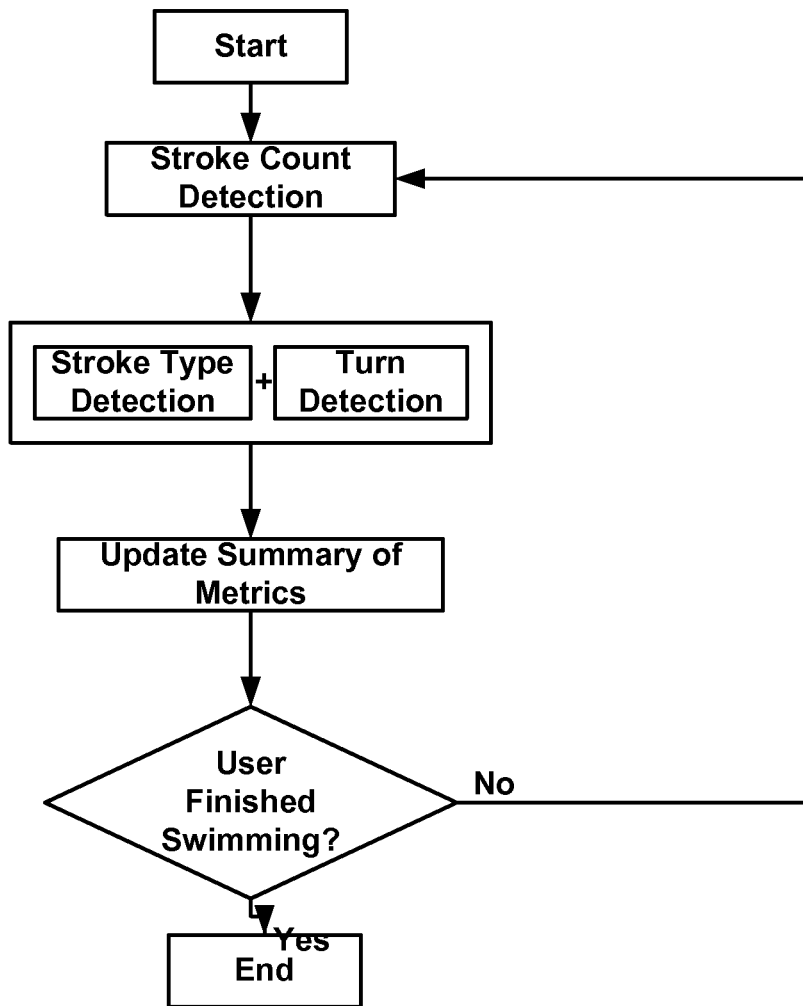 Start
Stroke Count
Detection
Stroke Type
Detection
+
Turn
Detection
Update Summary of
Metrics
User
Finished
Swimming?
No
Yes
End